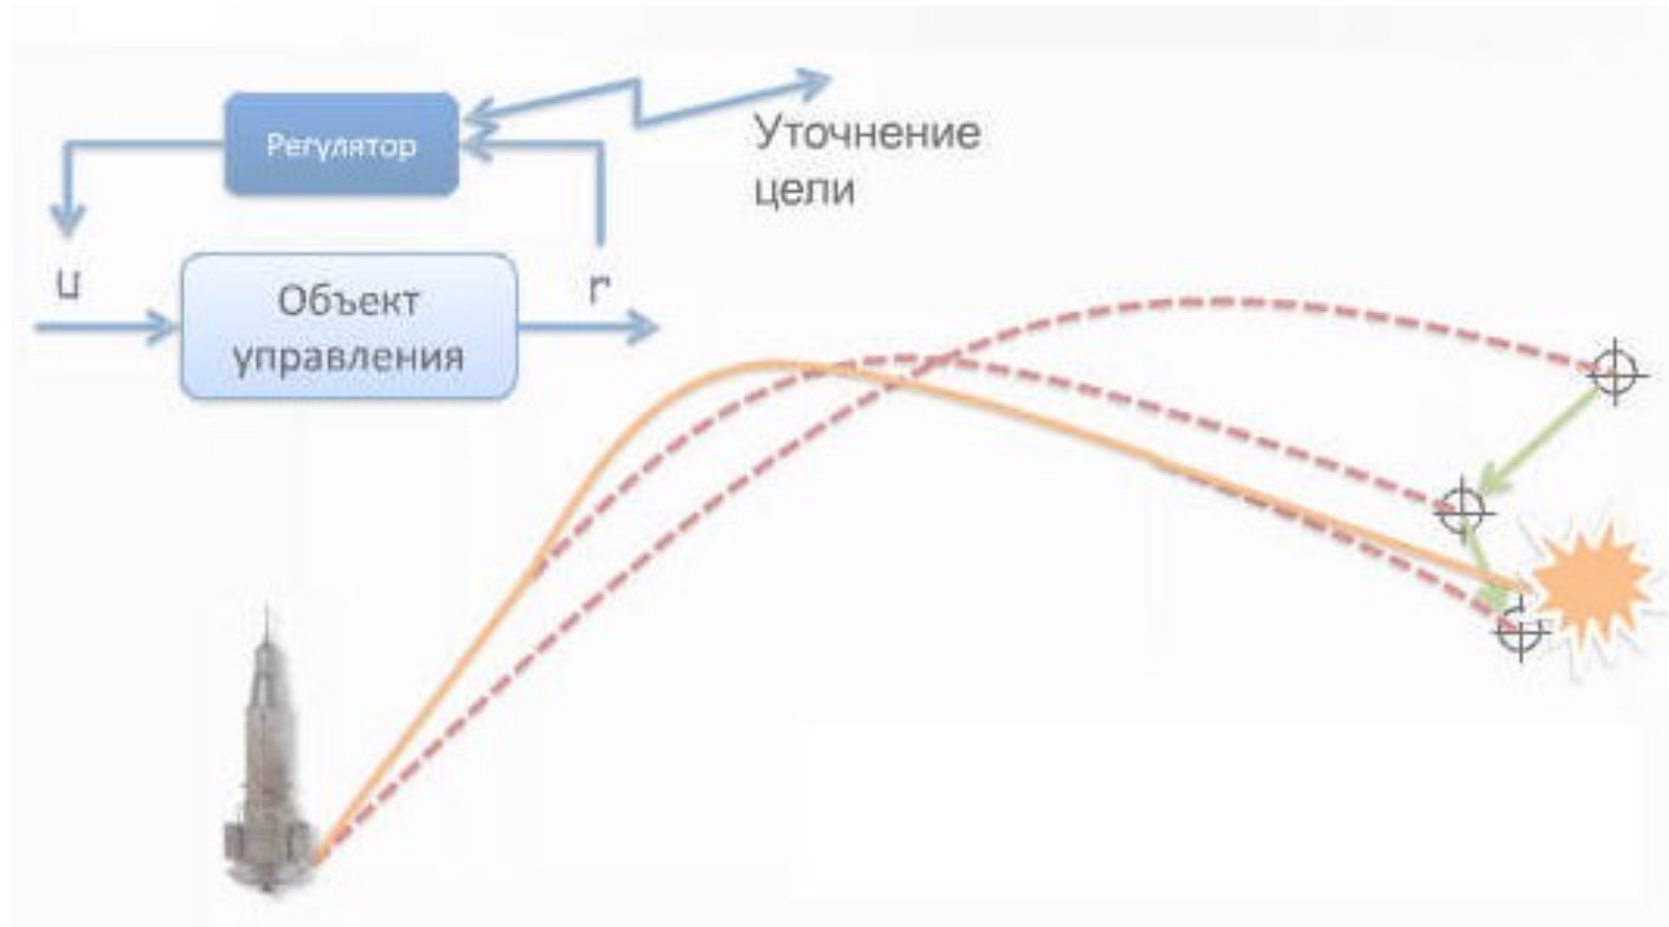 Регулятор
Уточнение
цели
u
r
Объект
управления